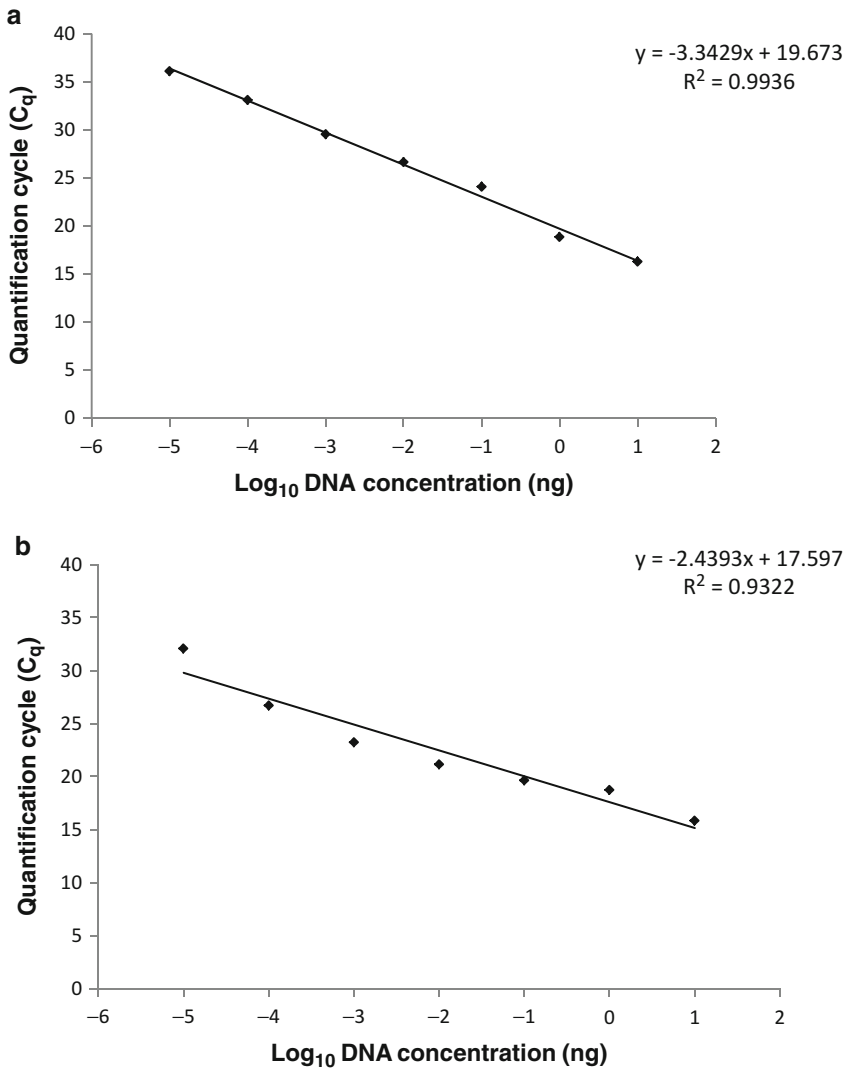 a
y = -3.3429x + 19.673
R² = 0.9936
Quantification cycle (Cq)
40
35
30
25
20
15
10
5
0
–6 –5 –4 –3 –2 –1 0 1 2
Log₁₀ DNA concentration (ng)
b
y = -2.4393x + 17.597
R² = 0.9322
Quantification cycle (Cq)
40
35
30
25
20
15
10
5
0
–6 –5 –4 –3 –2 –1 0 1 2
Log₁₀ DNA concentration (ng)